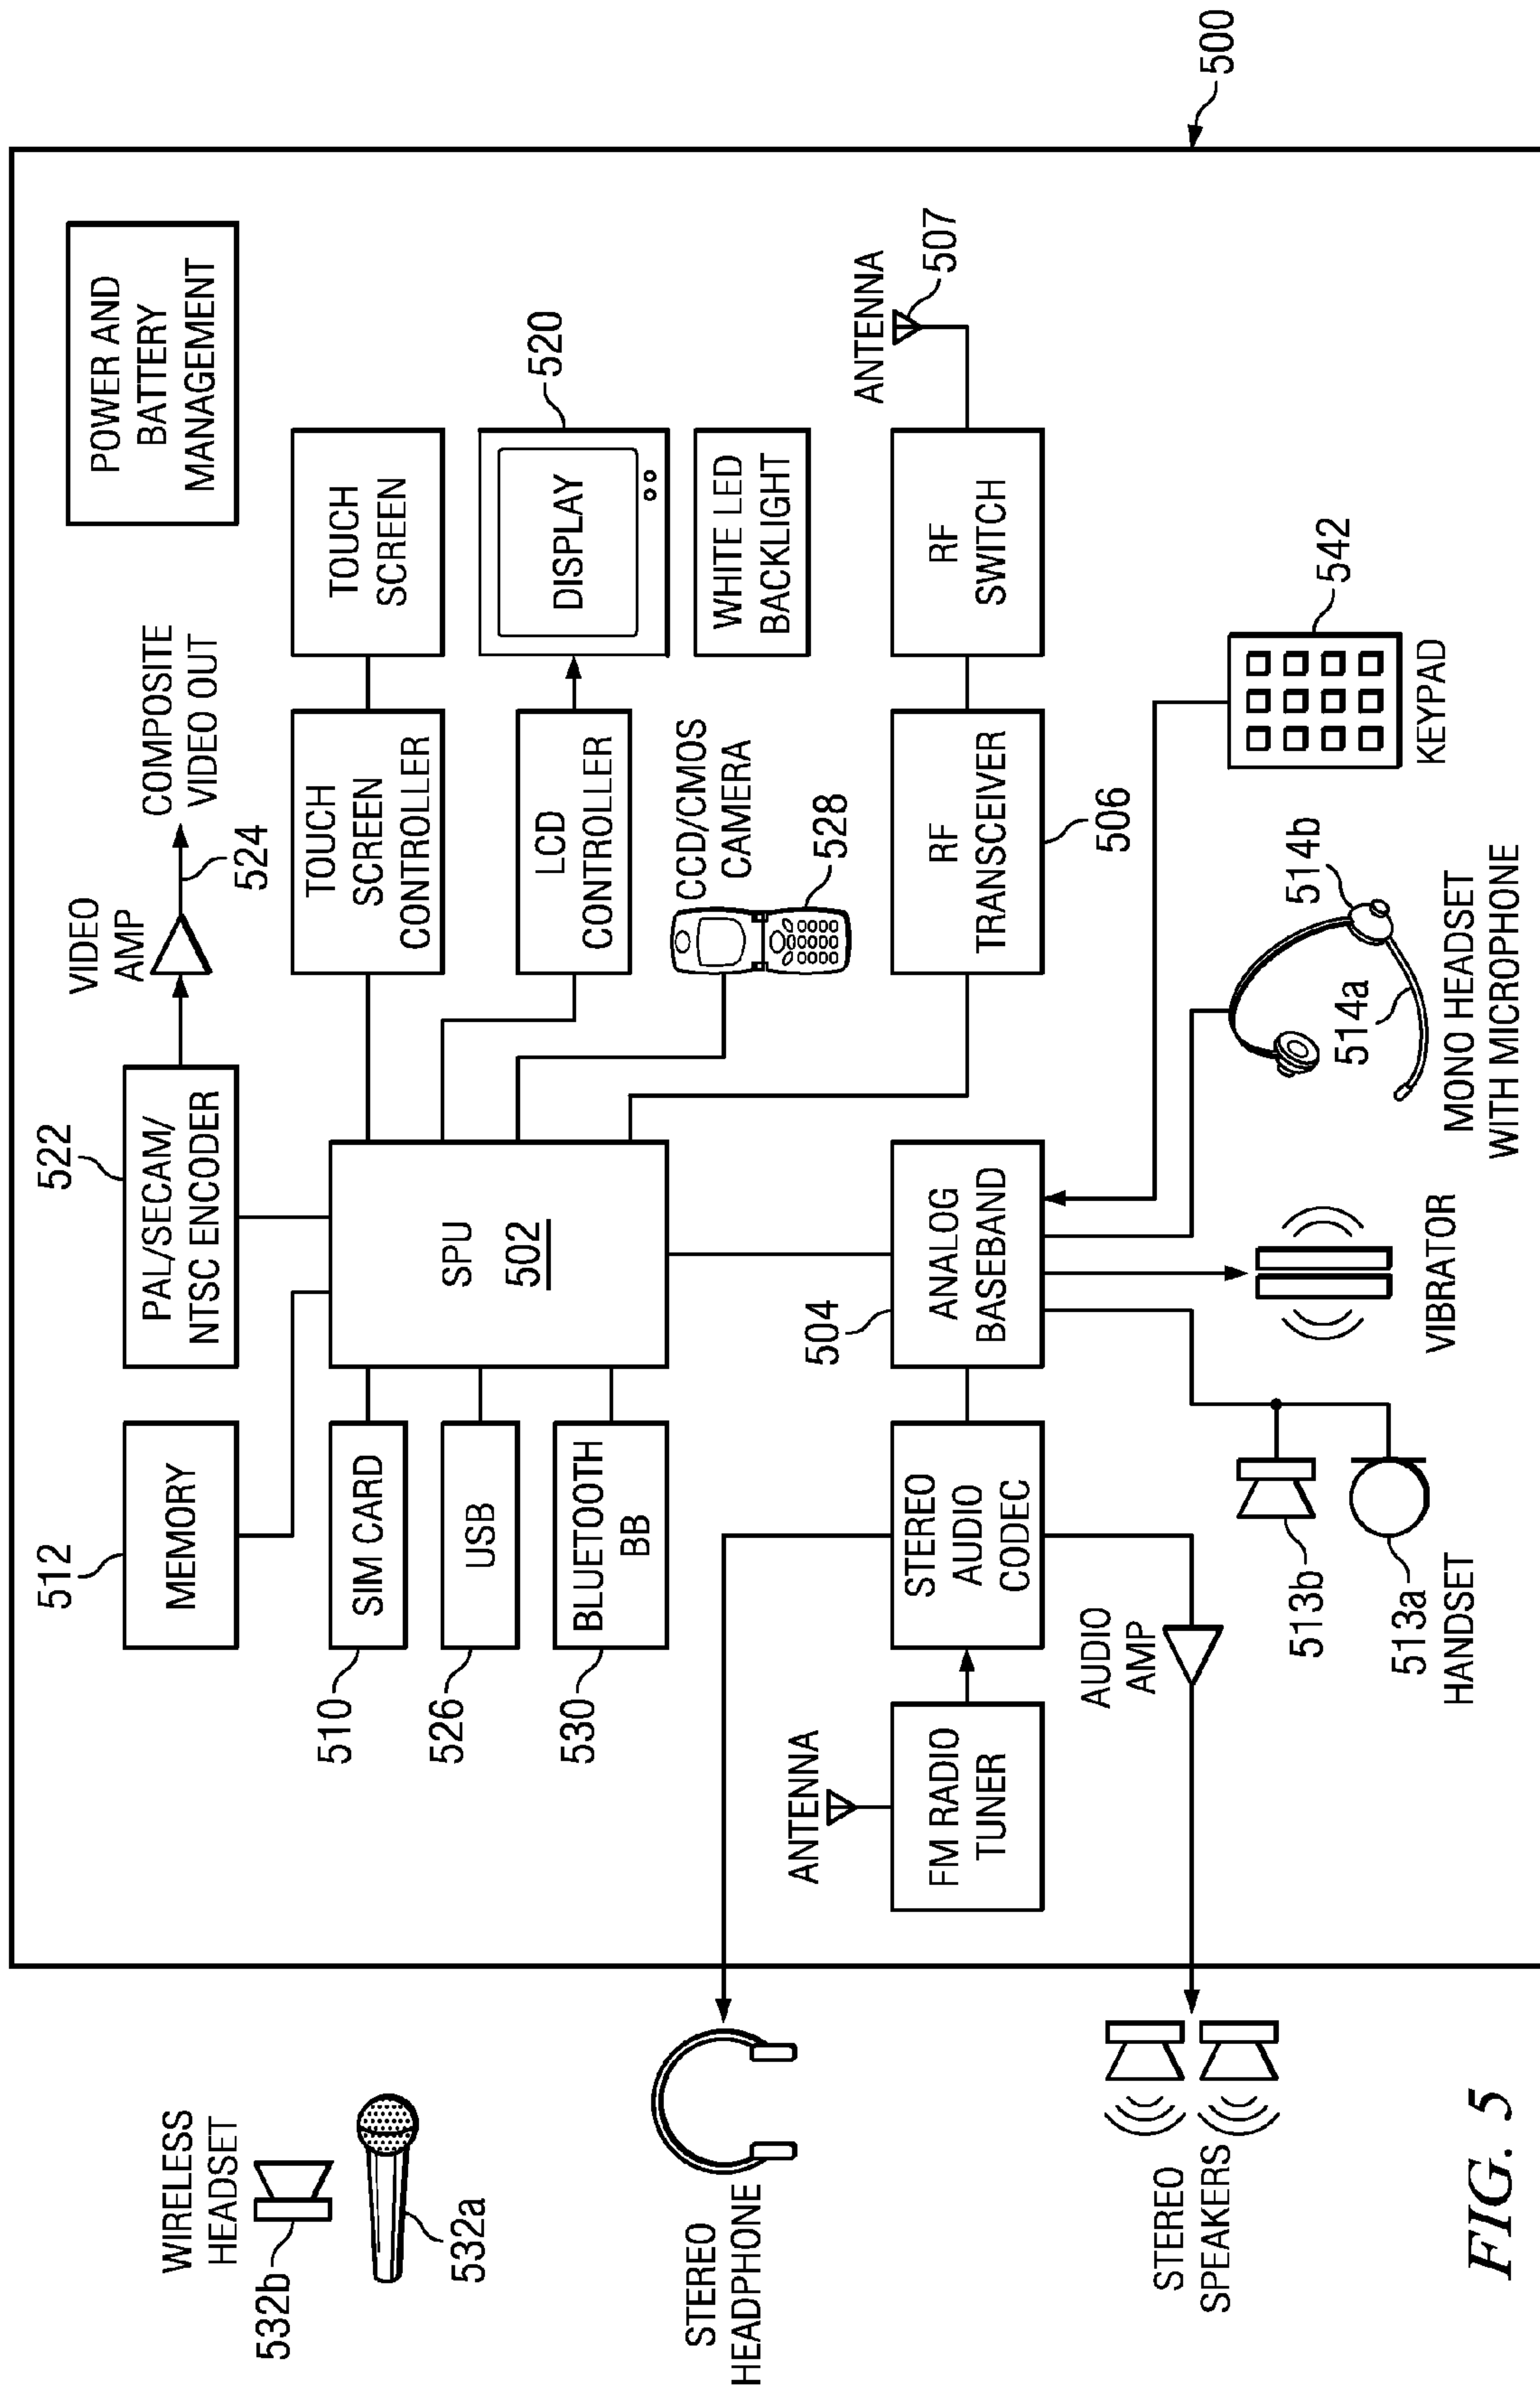 500
POWER AND
BATTERY
MANAGEMENT
WIRELESS
HEADSET
532b
532a
512
MEMORY
522
PAL/SECAM/
NTSC ENCODER
VIDEO
AMP
524
COMPOSITE
VIDEO OUT
510
SIM CARD
526
USB
530
BLUETOOTH
BB
SPU
502
TOUCH
SCREEN
CONTROLLER
TOUCH
SCREEN
LCD
CONTROLLER
DISPLAY
520
CCD/CMOS
CAMERA
528
WHITE LED
BACKLIGHT
STEREO
HEADPHONE
ANTENNA
FM RADIO
TUNER
STEREO
AUDIO
CODEC
504
ANALOG
BASEBAND
RF
TRANSCEIVER
506
RF
SWITCH
ANTENNA
507
STEREO
SPEAKERS
AUDIO
AMP
513b
513a
HANDSET
VIBRATOR
514a
514b
MONO HEADSET
WITH MICROPHONE
542
KEYPAD
FIG. 5